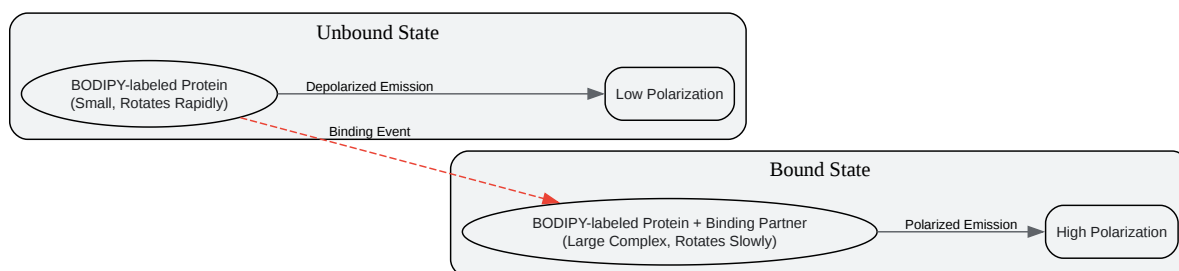 Unbound State
BODIPY-labeled Protein
(Small, Rotates Rapidly)
Depolarized Emission
Low Polarization
Binding Event
Bound State
BODIPY-labeled Protein + Binding Partner
(Large Complex, Rotates Slowly)
Polarized Emission
High Polarization